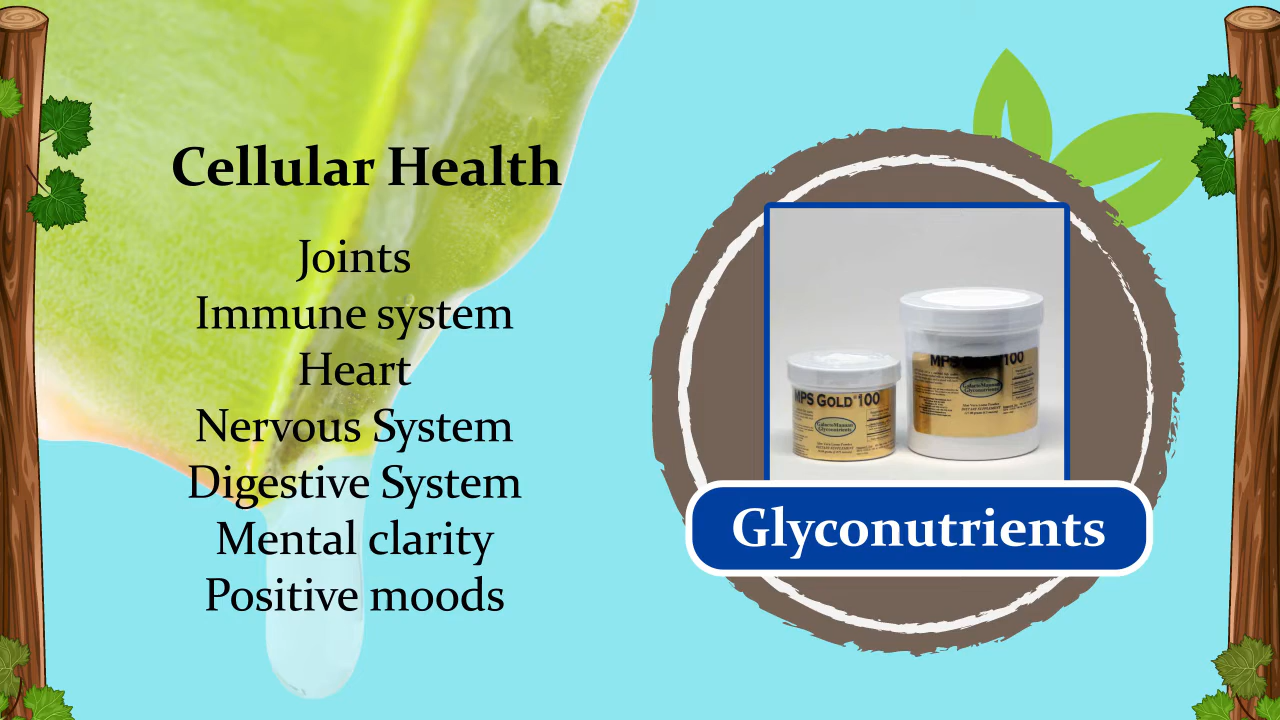 Cellular Health
Joints
Immune system
Heart
Nervous System
Digestive System
Mental clarity
Positive moods
MPS GOLD 100
MPS GOLD 100
Glyconutrients